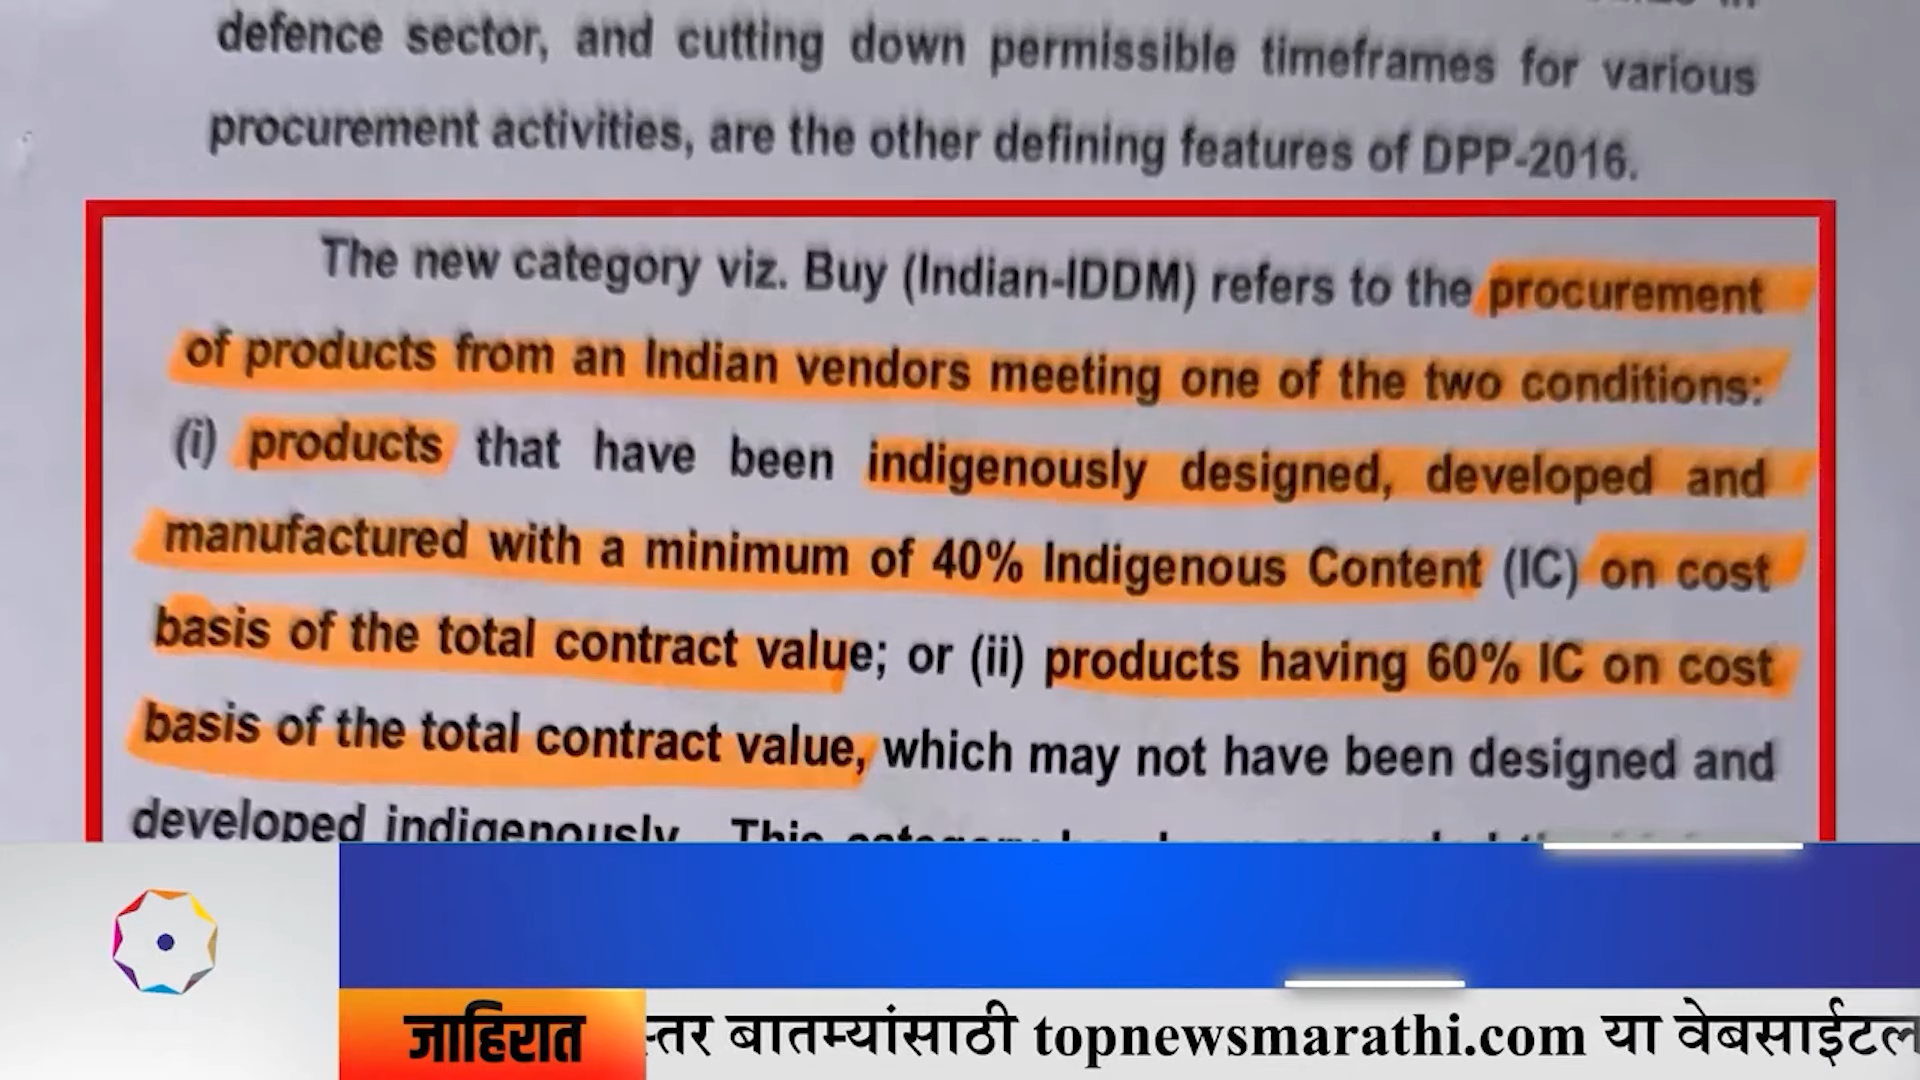 defence sector, and cutting down permissible timeframes for various
procurement activities, are the other defining features of DPP-2016.
The new category viz. Buy (Indian-IDDM) refers to the procurement
of products from an Indian vendors meeting one of the two conditions:
(i) products that have been indigenously designed, developed and
manufactured with a minimum of 40% Indigenous Content (IC) on cost
basis of the total contract value; or (ii) products having 60% IC on cost
basis of the total contract value, which may not have been designed and
developed indigenously. This category
जाहिरात
स्तर बातम्यांसाठी topnewsmarathi.com या वेबसाईटल